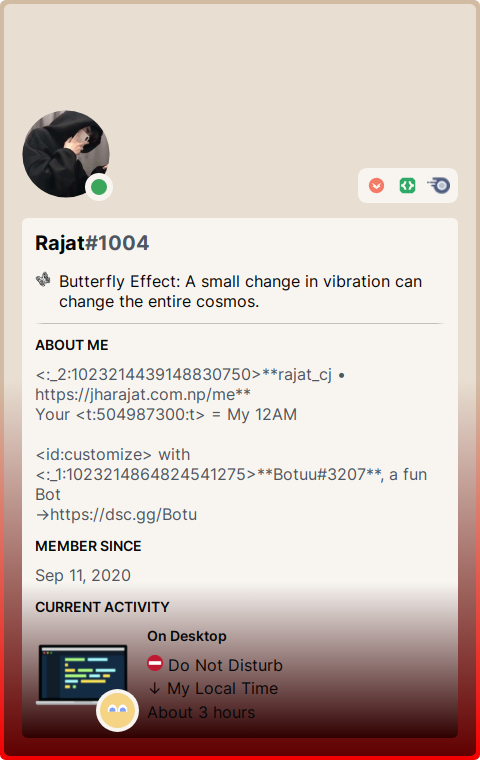 Rajat#1004
Butterfly Effect: A small change in vibration can
change the entire cosmos.
ABOUT ME
<:_2:1023214439148830750>**rajat_cj •
https://jharajat.com.np/me**
Your <t:504987300:t> = My 12AM
<id:customize> with
<:_1:1023214864824541275>**Botuu#3207**, a fun
Bot
→https://dsc.gg/Botu
MEMBER SINCE
Sep 11, 2020
CURRENT ACTIVITY
On Desktop
⛔ Do Not Disturb
↓ My Local Time
About 3 hours